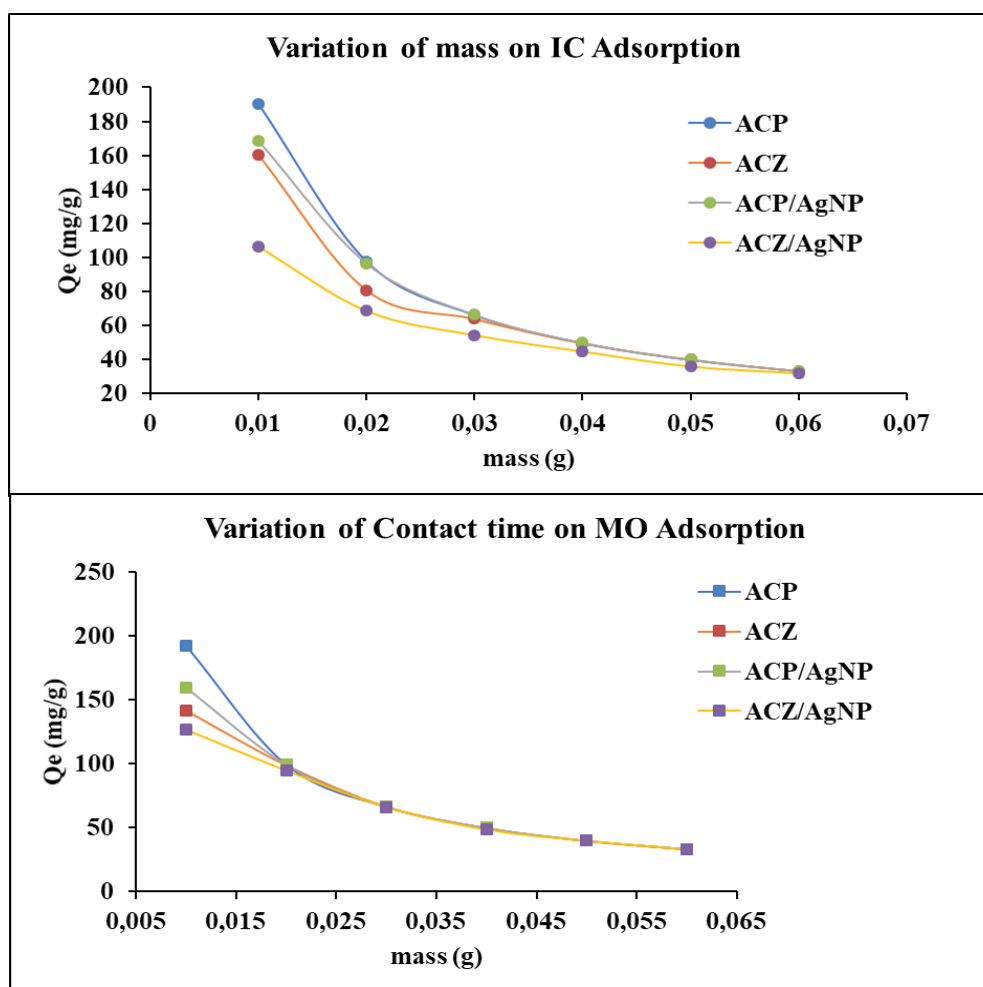 Variation of mass on IC Adsorption
200
180
160
140
120
100
80
60
40
20
Qe (mg/g)
0
0,01
0,02
0,03
0,04
0,05
0,06
0,07
mass (g)
ACP
ACZ
ACP/AgNP
ACZ/AgNP
Variation of Contact time on MO Adsorption
250
200
150
100
50
0
Qe (mg/g)
0,005
0,015
0,025
0,035
0,045
0,055
0,065
mass (g)
ACP
ACZ
ACP/AgNP
ACZ/AgNP